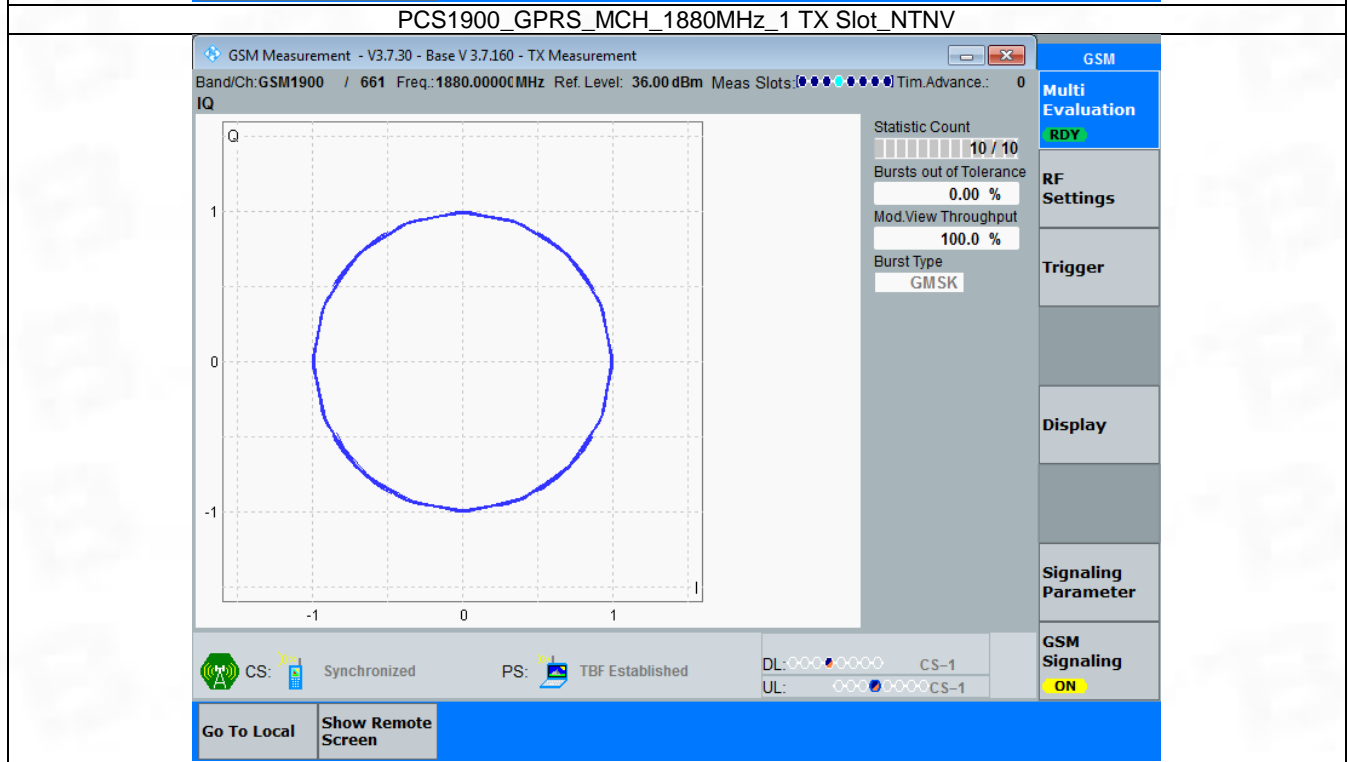 PCS1900_GPRS_MCH_1880MHz_1 TX Slot_NTNV
GSM Measurement - V3.7.30 - Base V 3.7.160 - TX Measurement
GSM
Band/Ch:GSM1900 / 661 Freq.:1880.00000 MHz Ref. Level: 36.00 dBm Meas Slots: Tim.Advance.: 0
IQ
Multi
Evaluation
RDY
Q
Statistic Count
10 / 10
Bursts out of Tolerance
0.00 %
Mod.View Throughput
100.0 %
Burst Type
GMSK
RF
Settings
Trigger
Display
Signaling
Parameter
GSM
Signaling
ON
1
0
-1
I
-1 0 1
CS: Synchronized PS: TBF Established
DL: CS-1
UL: CS-1
Go To Local
Show Remote
Screen